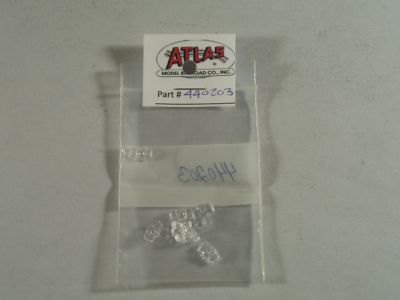 ATLAS
MODEL RAILROAD CO., INC.
Part # 440203
440203